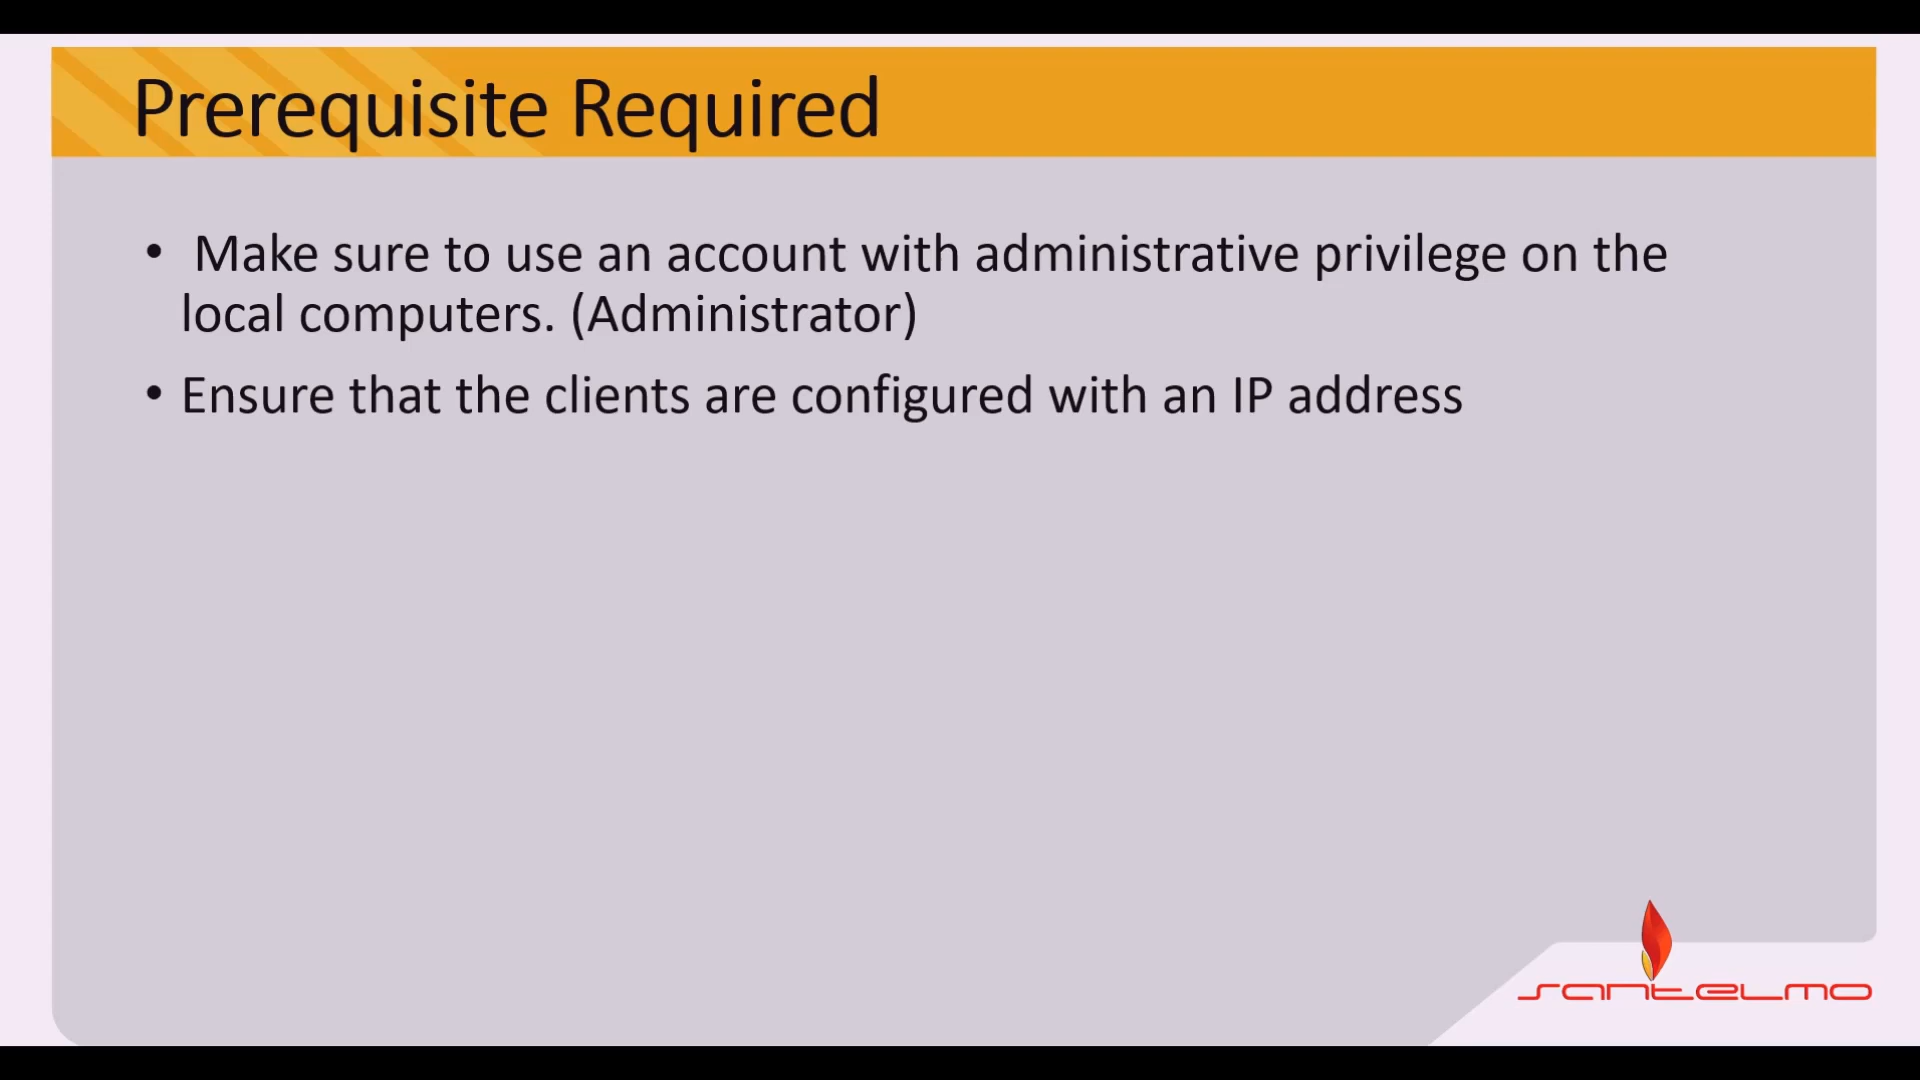 Prerequisite Required
• Make sure to use an account with administrative privilege on the
local computers. (Administrator)
• Ensure that the clients are configured with an IP address
santelmo